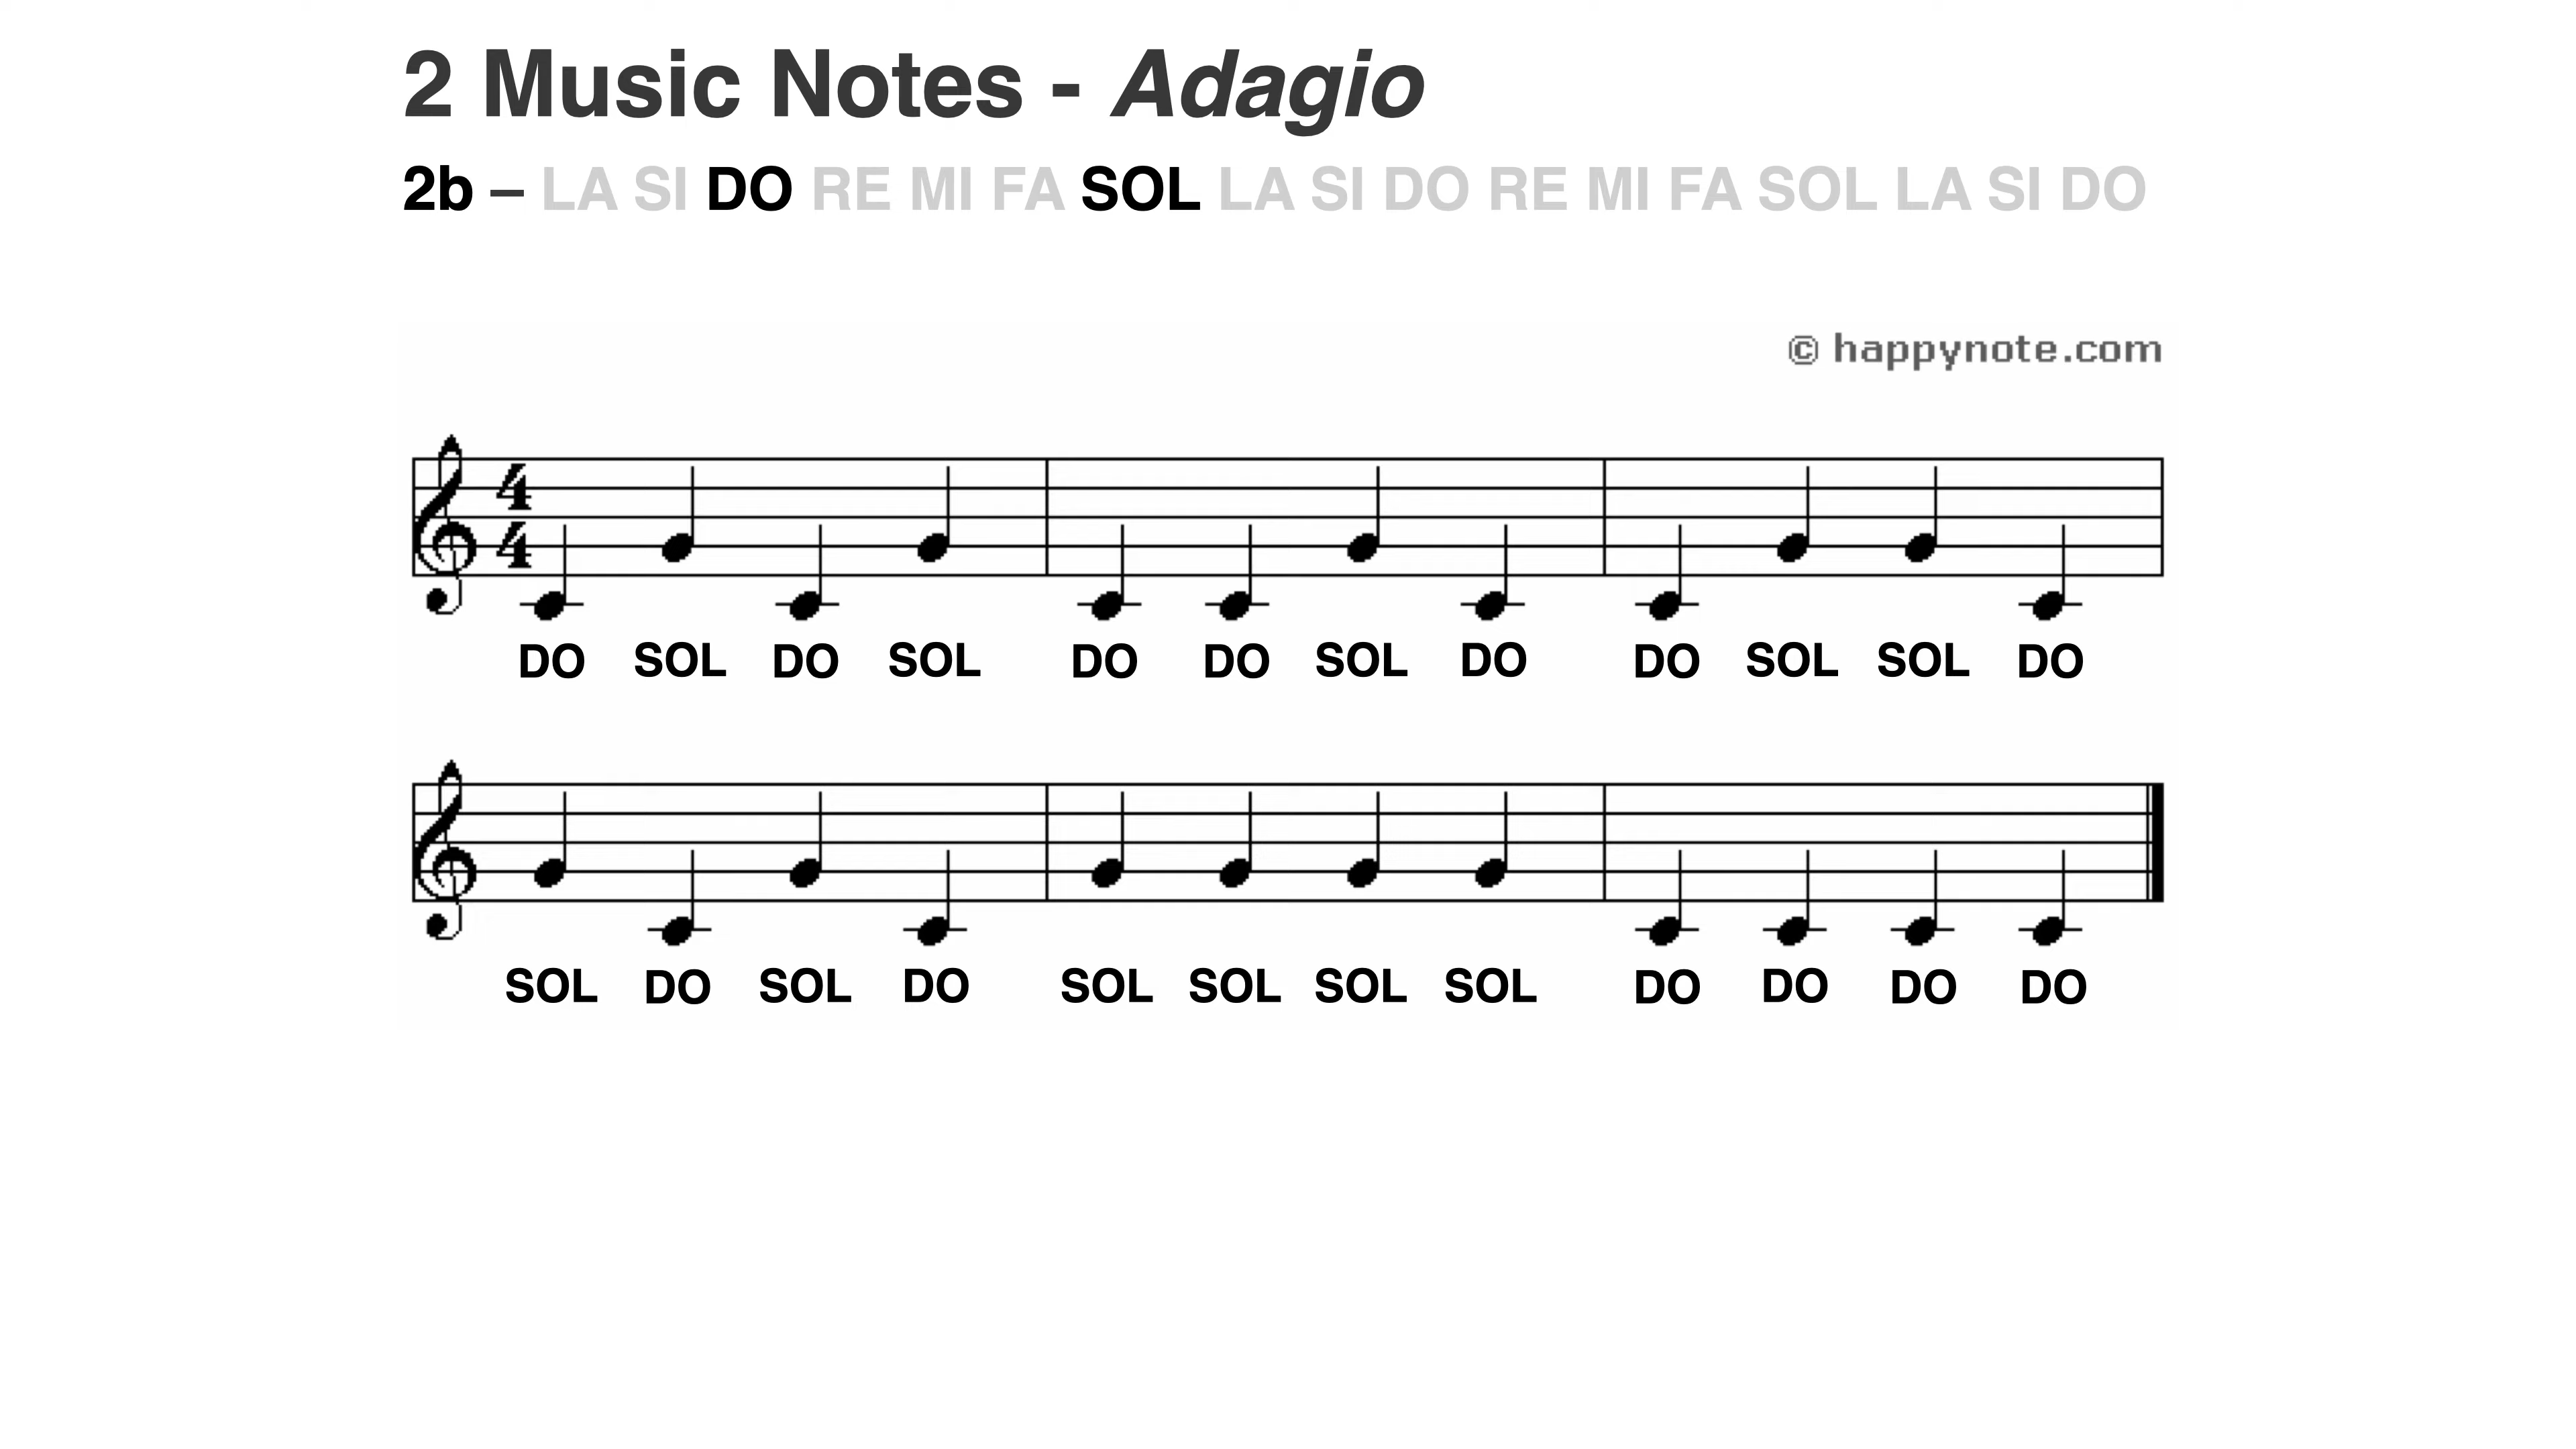 2 Music Notes - Adagio
2b – LA SI DO RE MI FA SOL LA SI DO RE MI FA SOL LA SI DO
© happynote.com
4
4
DO SOL DO SOL DO DO SOL DO DO SOL SOL DO
SOL DO SOL DO SOL SOL SOL SOL DO DO DO DO